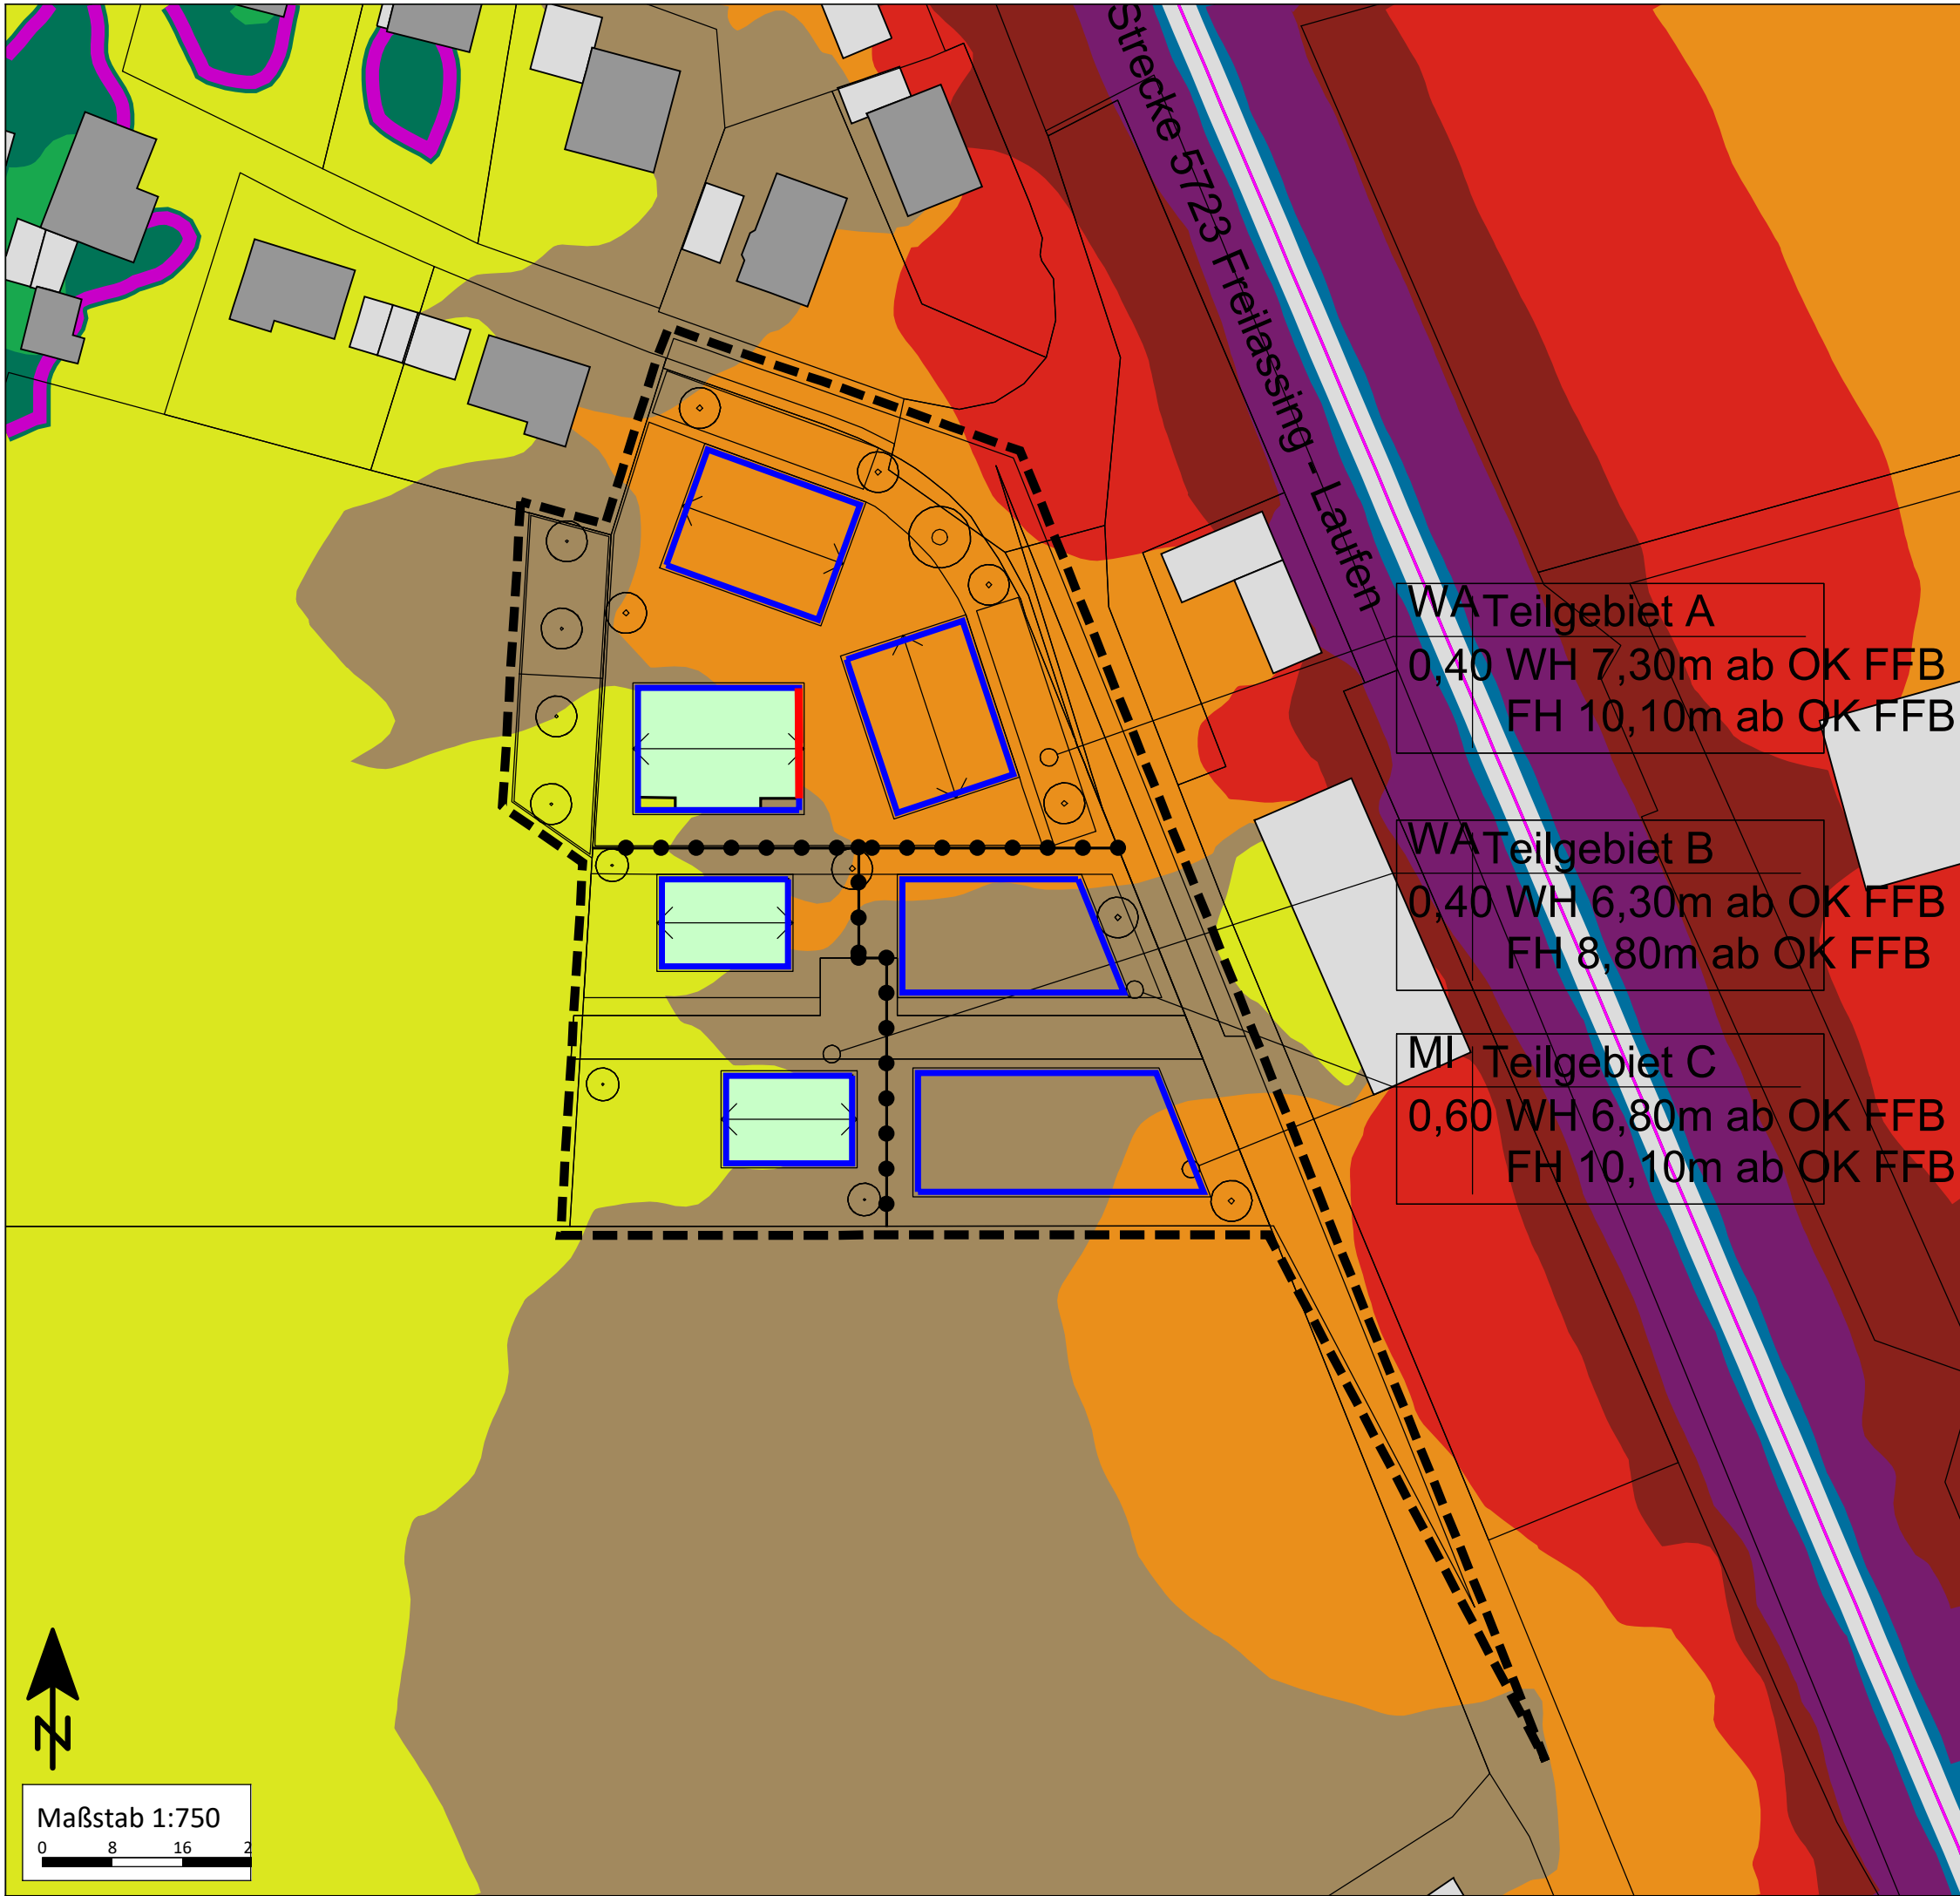 Strecke 5723 Freilassing - Laufen
WA Teilgebiet A
0,40 WH 7,30m ab OK FFB
FH 10,10m ab OK FFB
WA Teilgebiet B
0,40 WH 6,30m ab OK FFB
FH 8,80m ab OK FFB
MI Teilgebiet C
0,60 WH 6,80m ab OK FFB
FH 10,10m ab OK FFB
N
Maßstab 1:750
0 8 16 2